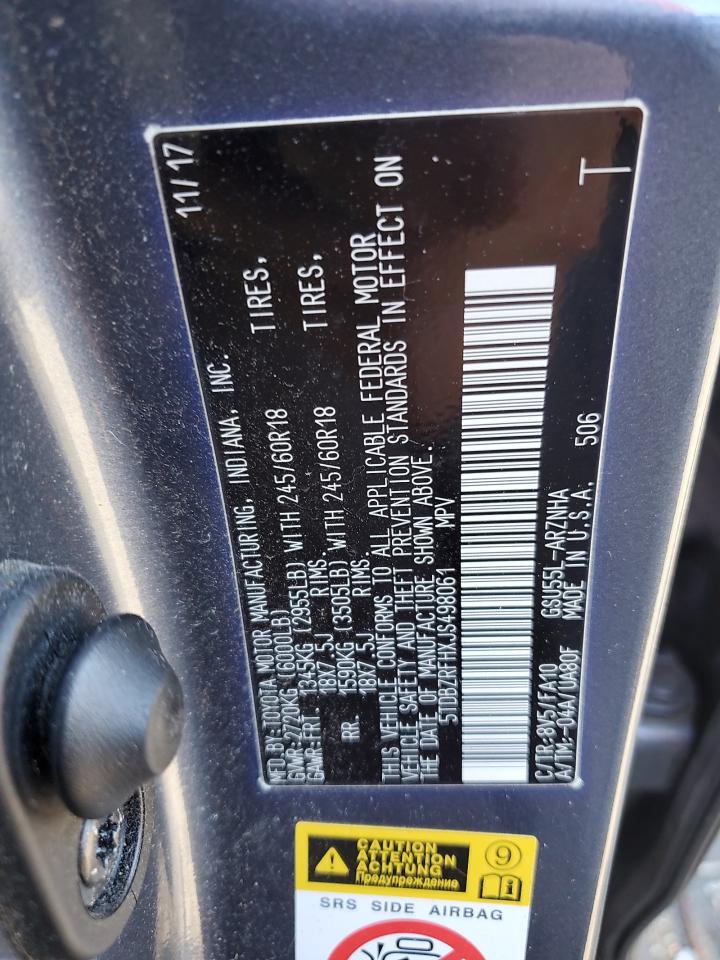 11/17
MFD.BY:TOYOTA MOTOR MANUFACTURING, INDIANA, INC.
GVWR:2720KG (6000LB)
GAWR:FRT. 1345KG (2955LB) WITH 245/60R18 TIRES,
18X7.5J RIMS
RR. 1590KG (3505LB) WITH 245/60R18 TIRES,
18X7.5J RIMS
THIS VEHICLE CONFORMS TO ALL APPLICABLE FEDERAL MOTOR
VEHICLE SAFETY AND THEFT PREVENTION STANDARDS IN EFFECT ON
THE DATE OF MANUFACTURE SHOWN ABOVE.
5TDBZRFHXJS498061 MPV
C/TR:8V5/FA10 GSU55L-ARZNHA
A/TM:-04A/UA80F MADE IN U.S.A. 506
T
CAUTION
ATTENTION
ACHTUNG
Предупреждение
9
SRS SIDE AIRBAG